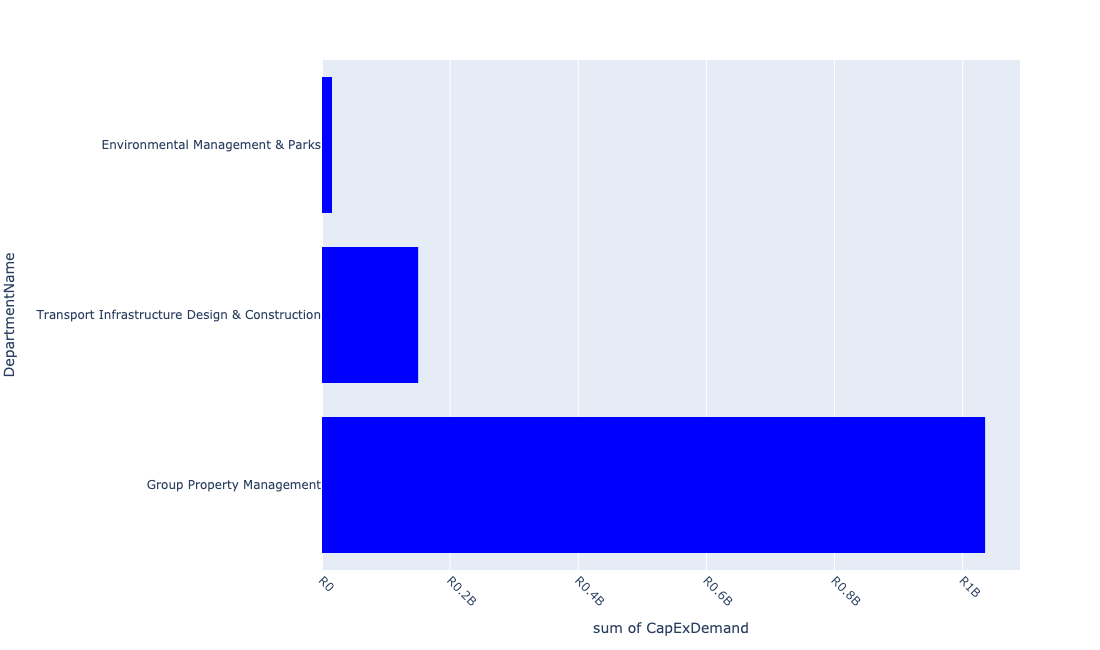 DepartmentName
Environmental Management & Parks
Transport Infrastructure Design & Construction
Group Property Management
R0
R0.2B
R0.4B
R0.6B
R0.8B
R1B
sum of CapExDemand